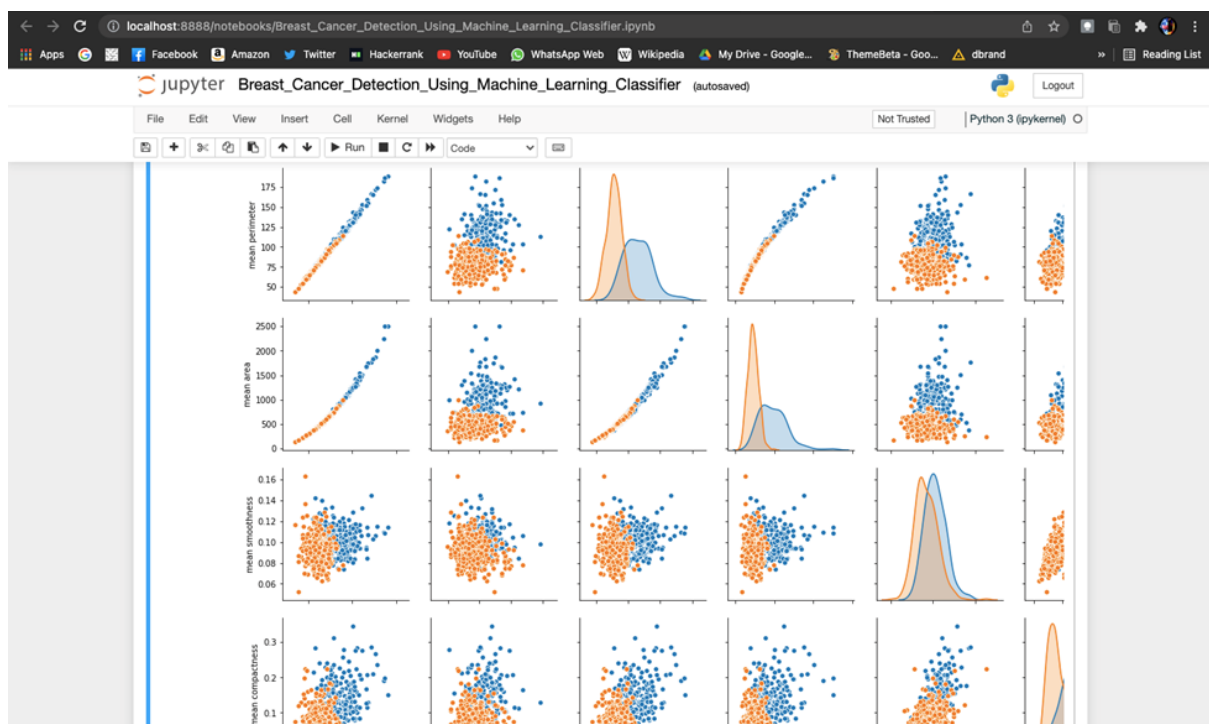 localhost:8888/notebooks/Breast_Cancer_Detection_Using_Machine_Learning_Classifier.ipynb
Apps Facebook Amazon Twitter Hackerrank YouTube WhatsApp Web Wikipedia My Drive - Google... ThemeBeta - Goo... dbrand » Reading List
jupyter Breast_Cancer_Detection_Using_Machine_Learning_Classifier (autosaved) Logout
File Edit View Insert Cell Kernel Widgets Help Not Trusted Python 3 (ipykernel)
Run Code
mean perimeter
175
150
125
100
75
50
mean area
2500
2000
1500
1000
500
0
mean smoothness
0.16
0.14
0.12
0.10
0.08
0.06
mean compactness
0.3
0.2
0.1